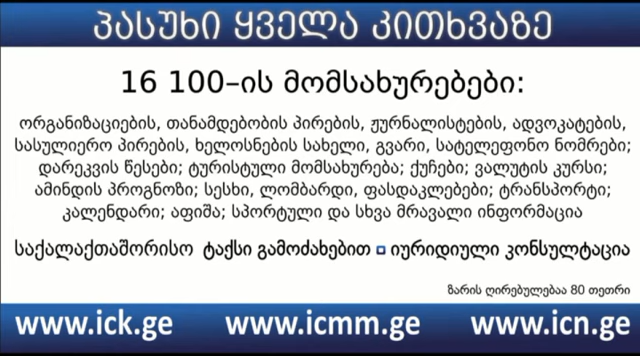 პასუხი ყველა კითხვაზე
16 100–ის მომსახურებები:
ორგანიზაციების, თანამდებობის პირების, ჟურნალისტების, ადვოკატების,
სასულიერო პირების, ხელოსნების სახელი, გვარი, სატელეფონო ნომრები;
დარეკვის წესები; ტურისტული მომსახურება; ქუჩები; ვალუტის კურსი;
ამინდის პროგნოზი; სესხი, ლომბარდი, ფასდაკლებები; ტრანსპორტი;
კალენდარი; აფიშა; სპორტული და სხვა მრავალი ინფორმაცია
საქალაქთაშორისო ტაქსი გამოძახებით იურიდიული კონსულტაცია
ზარის ღირებულებაა 80 თეთრი
www.ick.ge www.icmm.ge www.icn.ge